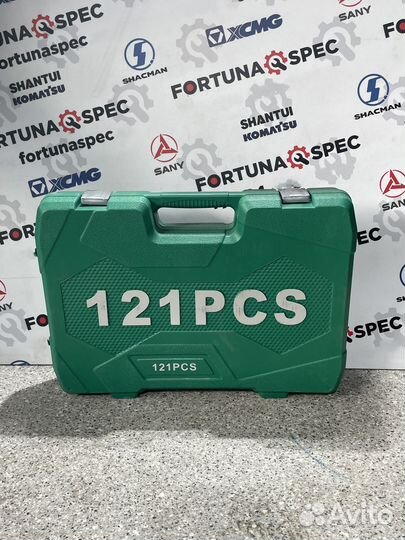 SANY
XCMG
FORTUNA SPEC
fortunaspec
SHANTUI
KOMATSU
SHACMAN
FORTUNA SPEC
SHANTUI
KOMATSU
SHACMAN
FORTUNA SPEC
fortunaspec
SANY
XCMG
FORTUNA SPEC
SANY
121PCS
121PCS
SPEC
Avito